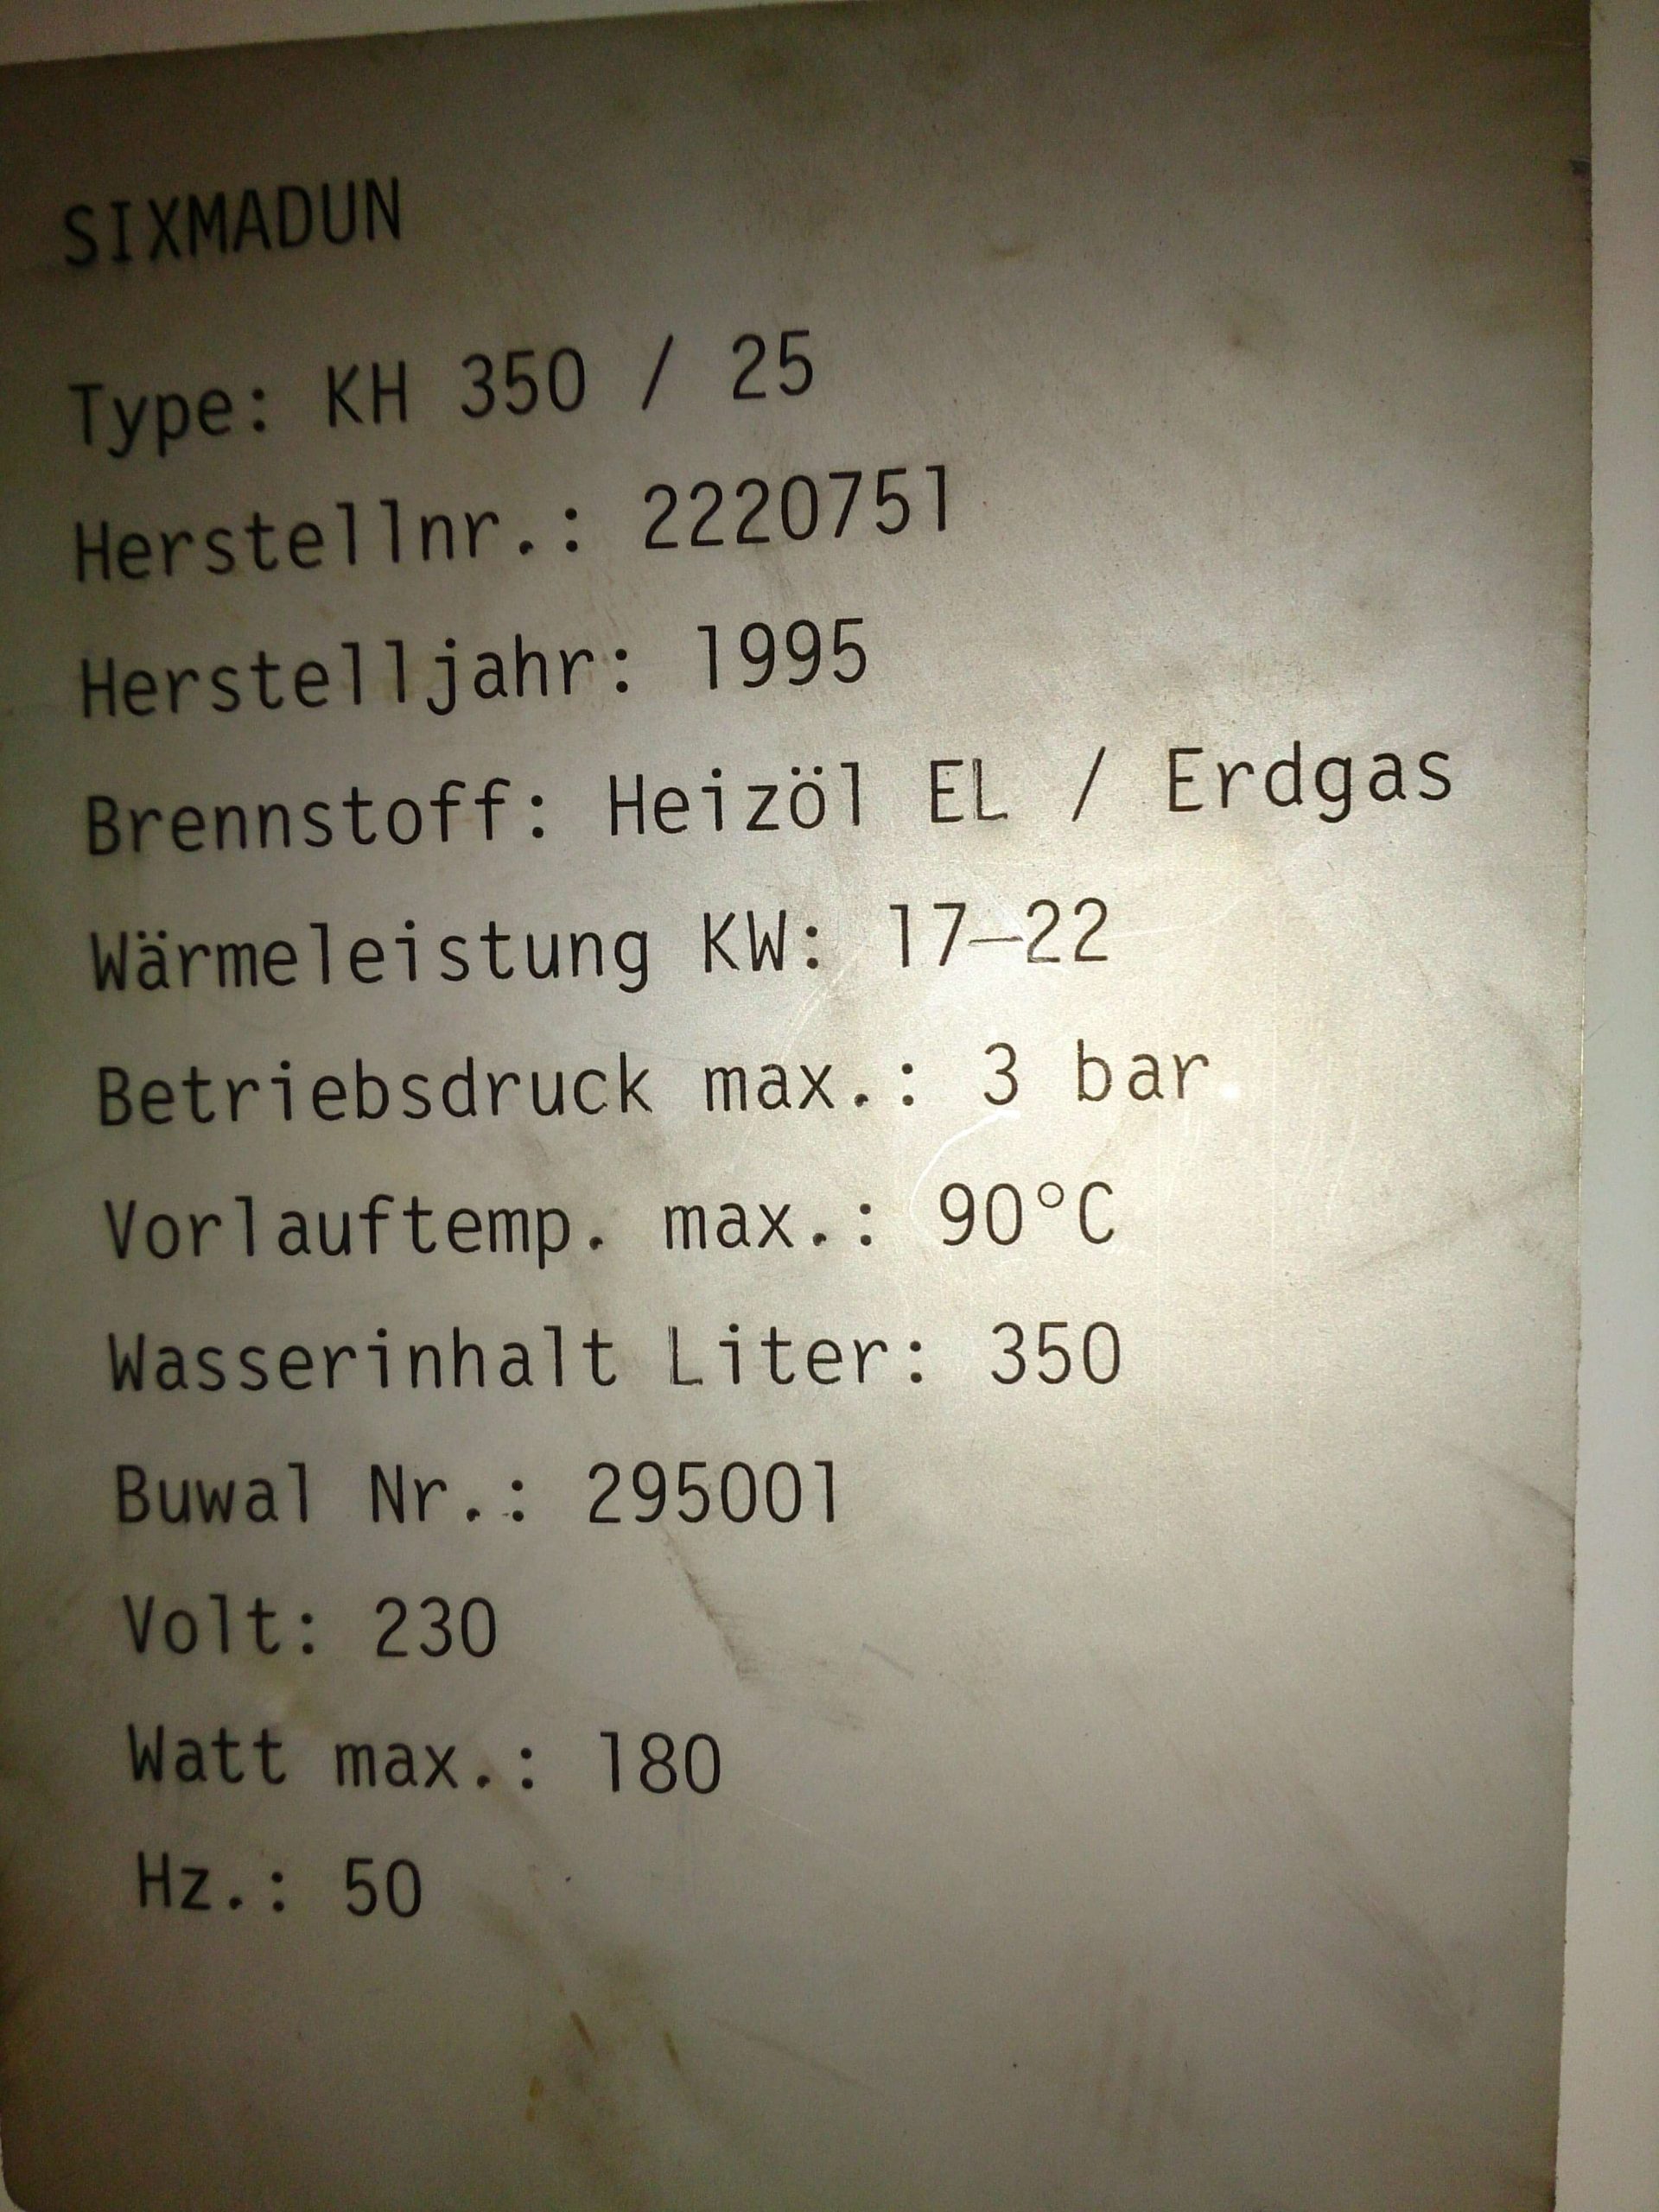 SIXMADUN
Type: KH 350 / 25
Herstellnr.: 2220751
Herstelljahr: 1995
Brennstoff: Heizöl EL / Erdgas
Wärmeleistung KW: 17–22
Betriebsdruck max.: 3 bar
Vorlauftemp. max.: 90°C
Wasserinhalt Liter: 350
Buwal Nr.: 295001
Volt: 230
Watt max.: 180
Hz.: 50